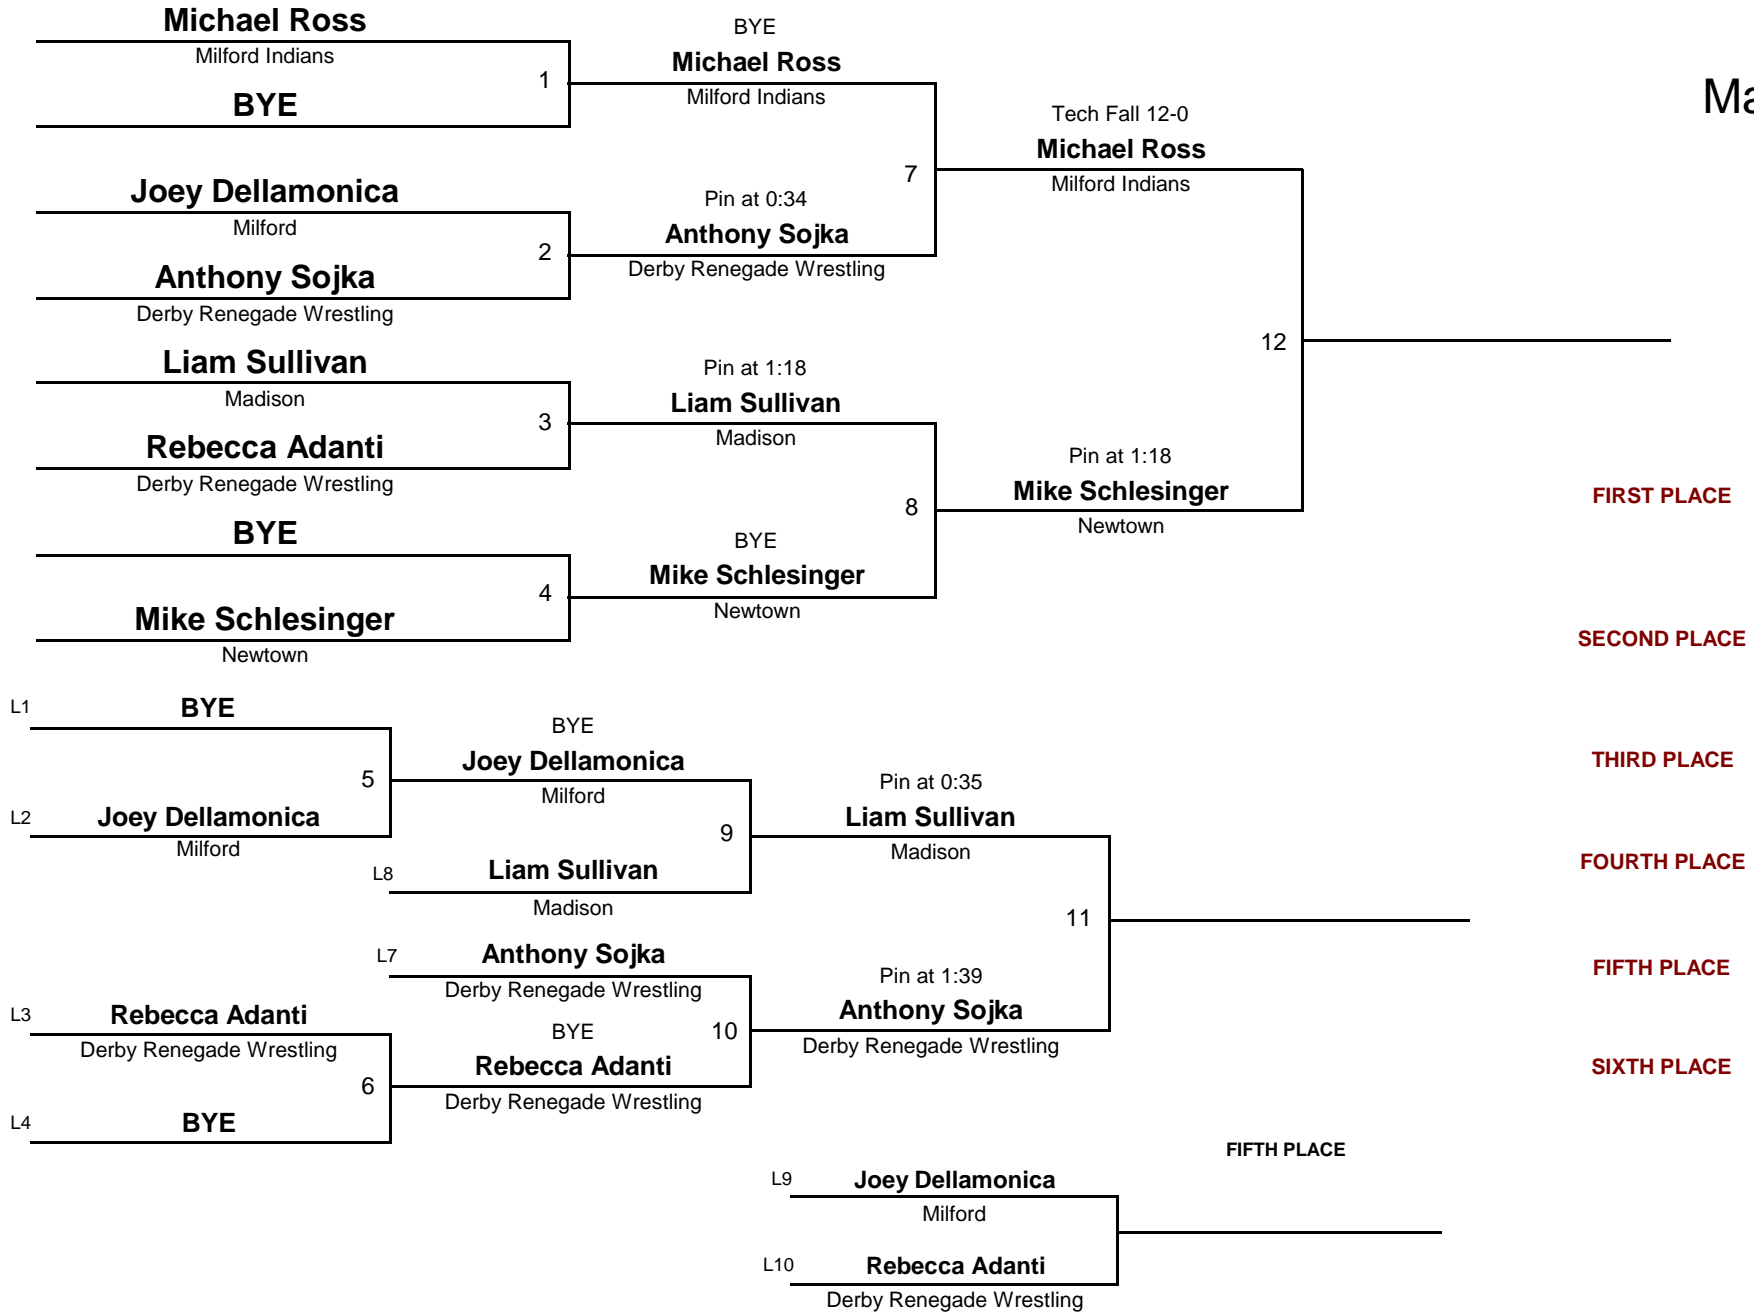 Michael Ross
Milford Indians
1
BYE
Joey Dellamonica
Milford
2
Anthony Sojka
Derby Renegade Wrestling
Liam Sullivan
Madison
3
Rebecca Adanti
Derby Renegade Wrestling
BYE
4
Mike Schlesinger
Newtown
BYE
Michael Ross
Milford Indians
7
Pin at 0:34
Anthony Sojka
Derby Renegade Wrestling
Pin at 1:18
Liam Sullivan
Madison
8
BYE
Mike Schlesinger
Newtown
Tech Fall 12-0
Michael Ross
Milford Indians
12
Pin at 1:18
Mike Schlesinger
Newtown
Ma
FIRST PLACE
SECOND PLACE
THIRD PLACE
FOURTH PLACE
FIFTH PLACE
SIXTH PLACE
L1 BYE
5
L2 Joey Dellamonica
Milford
BYE
Joey Dellamonica
Milford
9
L8 Liam Sullivan
Madison
L7 Anthony Sojka
Derby Renegade Wrestling
L3 Rebecca Adanti
Derby Renegade Wrestling
6
L4 BYE
BYE
10
Rebecca Adanti
Derby Renegade Wrestling
Pin at 0:35
Liam Sullivan
Madison
11
Pin at 1:39
Anthony Sojka
Derby Renegade Wrestling
FIFTH PLACE
L9 Joey Dellamonica
Milford
L10 Rebecca Adanti
Derby Renegade Wrestling